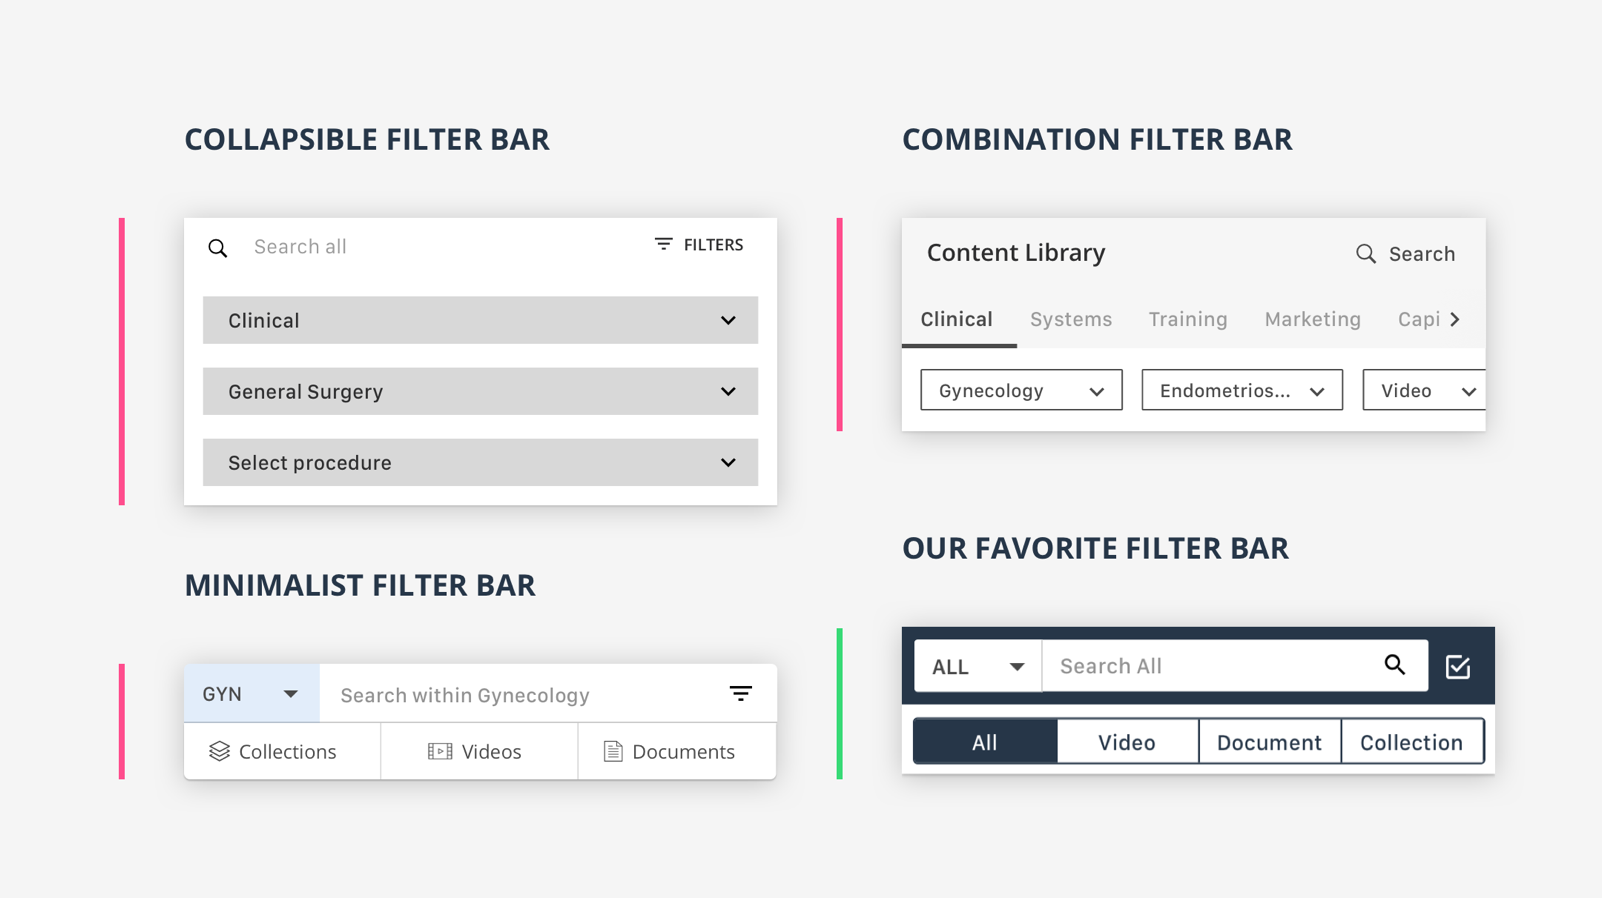 COLLAPSIBLE FILTER BAR
Search all
FILTERS
Clinical
General Surgery
Select procedure
MINIMALIST FILTER BAR
GYN
Search within Gynecology
Collections
Videos
Documents
COMBINATION FILTER BAR
Content Library
Search
Clinical
Systems
Training
Marketing
Capi
Gynecology
Endometrios...
Video
OUR FAVORITE FILTER BAR
ALL
Search All
All
Video
Document
Collection